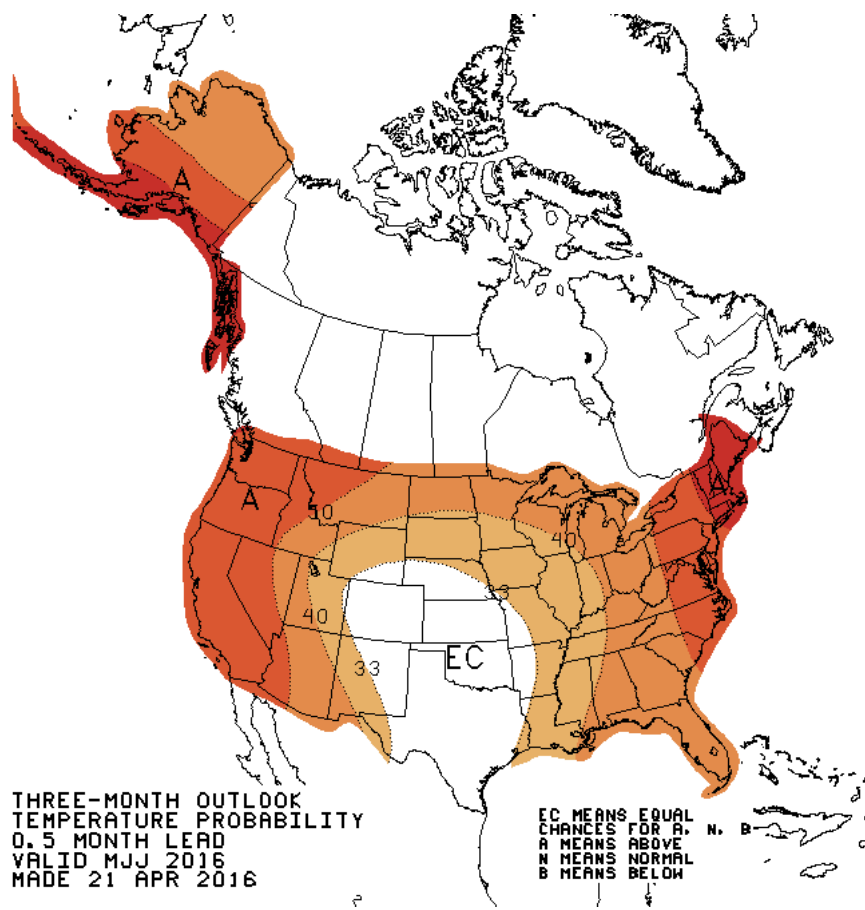 A
A
A
50
40
33
40
EC
33
THREE-MONTH OUTLOOK
TEMPERATURE PROBABILITY
0.5 MONTH LEAD
VALID MJJ 2016
MADE 21 APR 2016
EC MEANS EQUAL
CHANCES FOR A, N, B
A MEANS ABOVE
N MEANS NORMAL
B MEANS BELOW